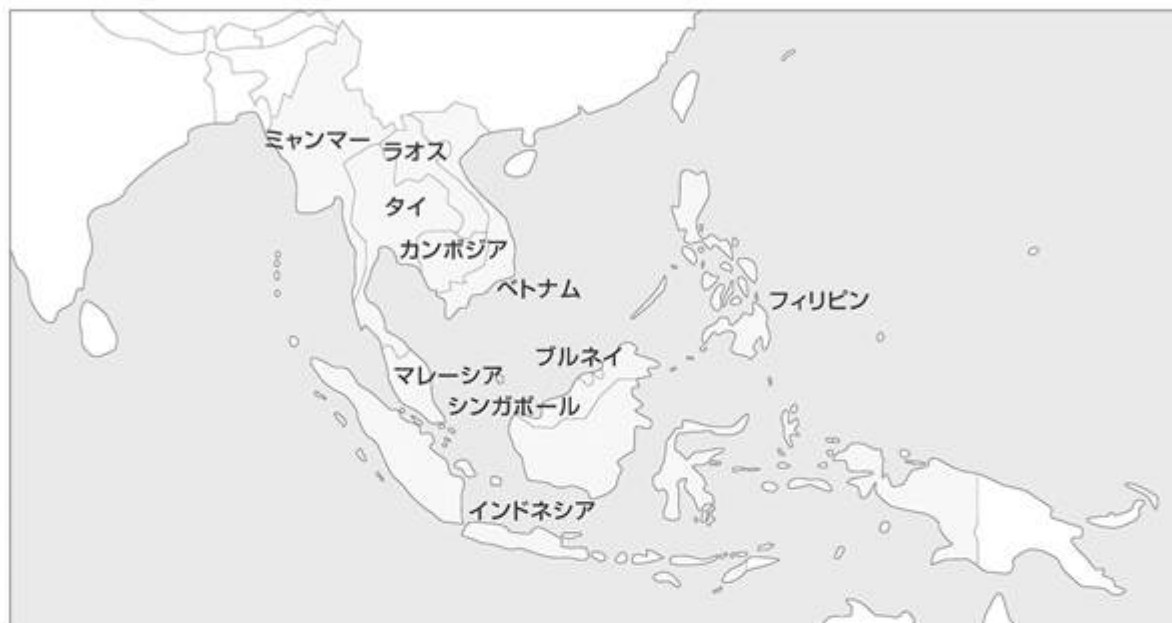 ミャンマー
ラオス
タイ
カンボジア
ベトナム
フィリピン
ブルネイ
マレーシア
シンガポール
インドネシア